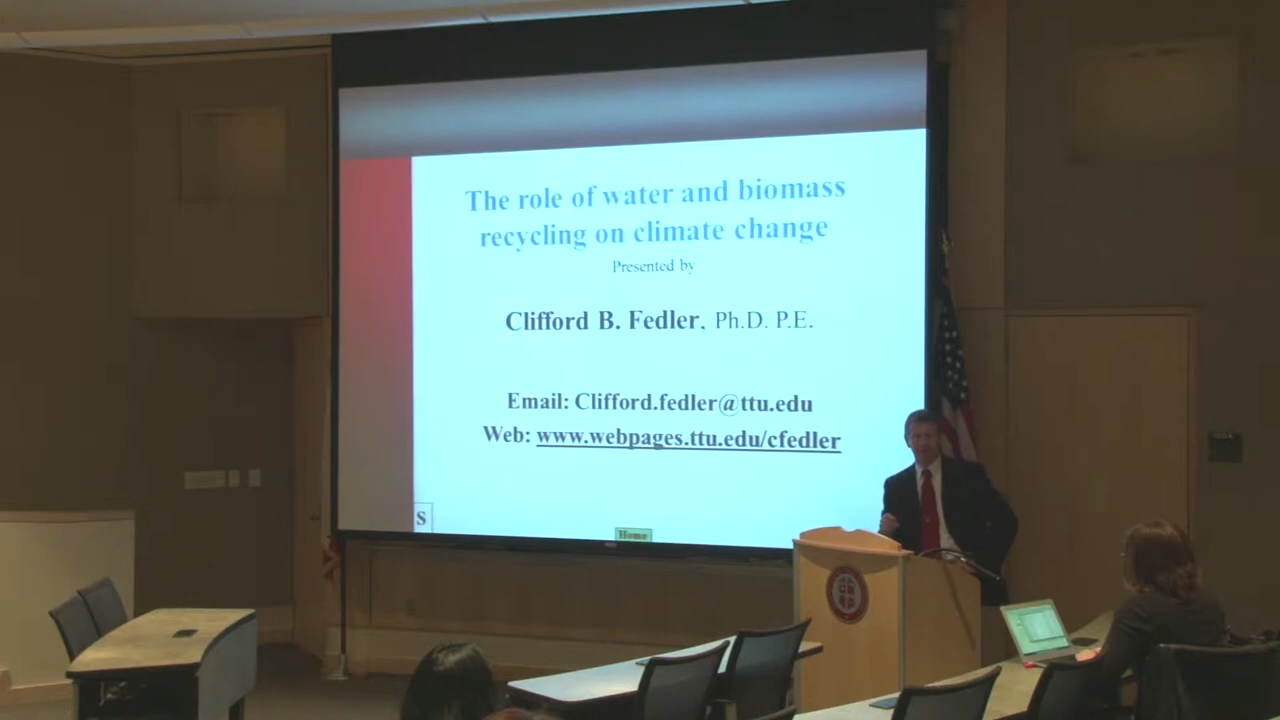 The role of water and biomass
recycling on climate change
Presented by
Clifford B. Fedler, Ph.D. P.E.
Email: Clifford.fedler@ttu.edu
Web: www.webpages.ttu.edu/cfedler
S
Home